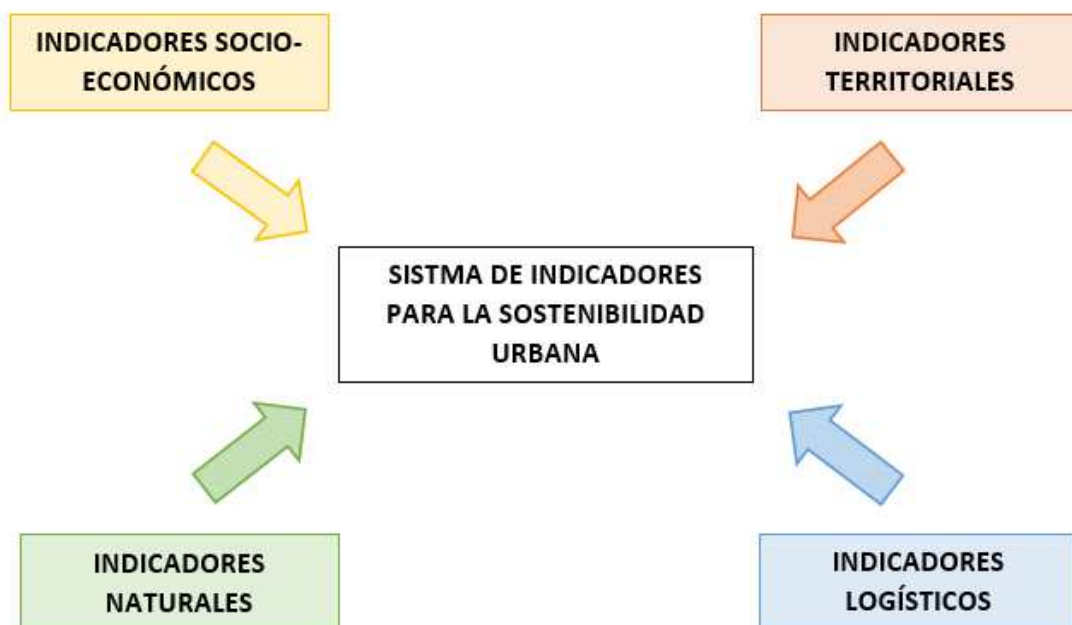 INDICADORES SOCIO-
ECONÓMICOS
INDICADORES
TERRITORIALES
SISTMA DE INDICADORES
PARA LA SOSTENIBILIDAD
URBANA
INDICADORES
NATURALES
INDICADORES
LOGÍSTICOS